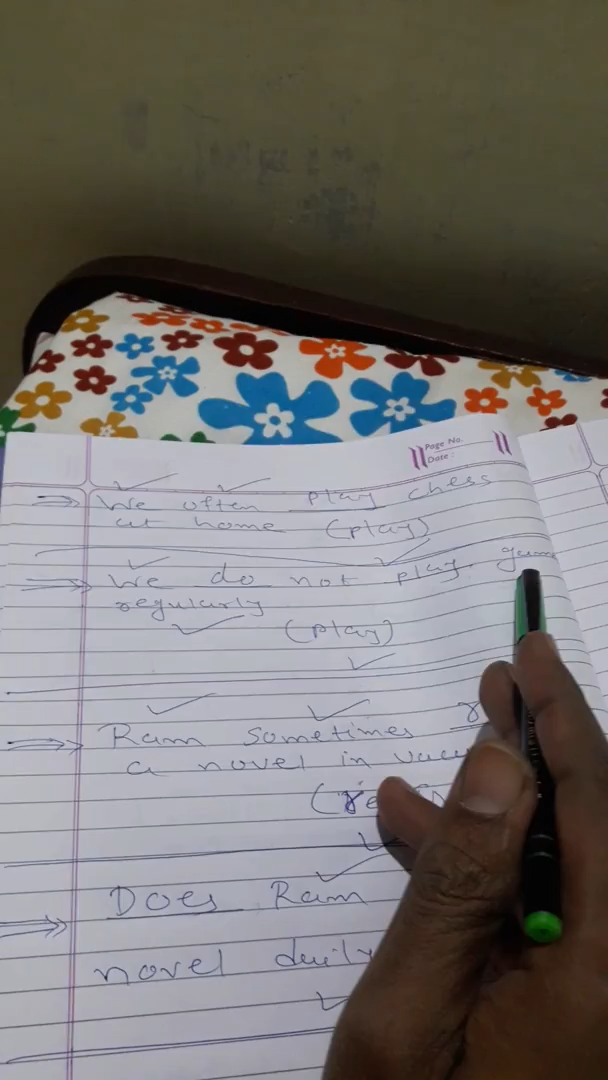 Page No.
Date :
We often play chess
at home (play)
We do not play game
regularly
(play)
Ram sometimes
a novel in
Does Ram
novel daily